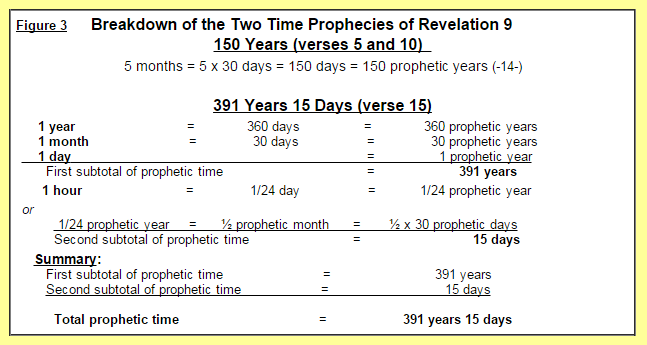 Figure 3 Breakdown of the Two Time Prophecies of Revelation 9
150 Years (verses 5 and 10)
5 months = 5 x 30 days = 150 days = 150 prophetic years (-14-)
391 Years 15 Days (verse 15)
1 year = 360 days = 360 prophetic years
1 month = 30 days = 30 prophetic years
1 day = 1 prophetic year
First subtotal of prophetic time = 391 years
1 hour = 1/24 day = 1/24 prophetic year
or
1/24 prophetic year = ½ prophetic month = ½ x 30 prophetic days
Second subtotal of prophetic time = 15 days
Summary:
First subtotal of prophetic time = 391 years
Second subtotal of prophetic time = 15 days
Total prophetic time = 391 years 15 days